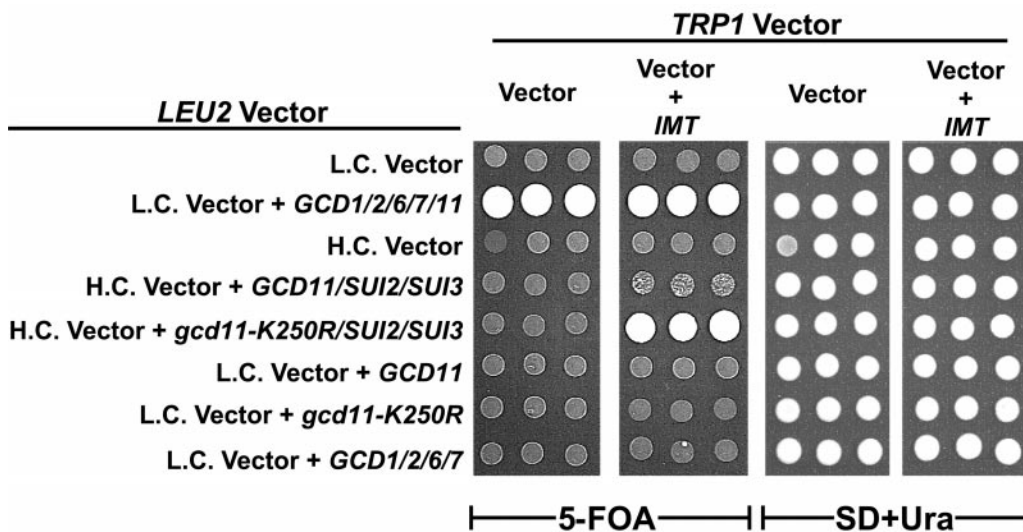 TRP1 Vector
LEU2 Vector
Vector
Vector
+
IMT
Vector
Vector
+
IMT
L.C. Vector
L.C. Vector + GCD1/2/6/7/11
H.C. Vector
H.C. Vector + GCD11/SUI2/SUI3
H.C. Vector + gcd11-K250R/SUI2/SUI3
L.C. Vector + GCD11
L.C. Vector + gcd11-K250R
L.C. Vector + GCD1/2/6/7
5-FOA
SD+Ura